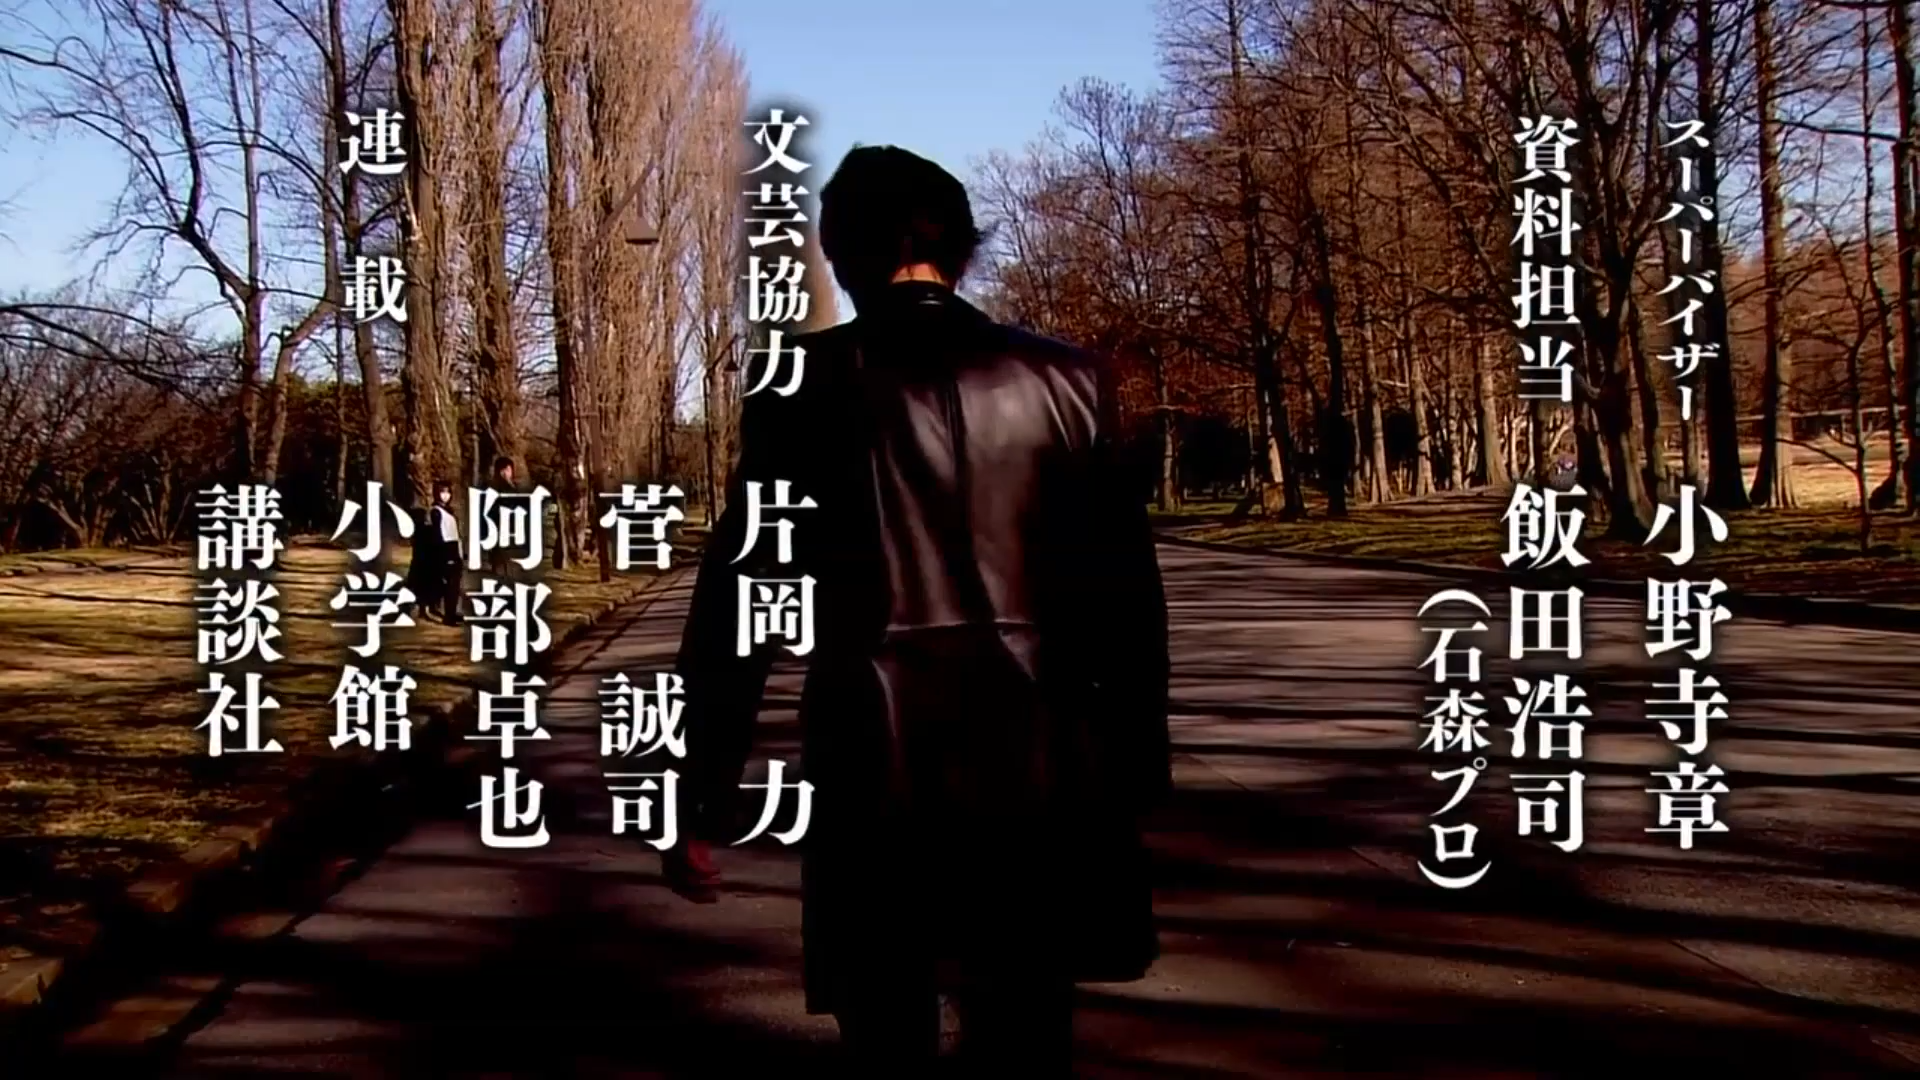 スーパーバイザー 小野寺章
資料担当 飯田浩司
(石森プロ)
文芸協力 片岡 力
菅 誠司
阿部卓也
連載 小学館
講談社